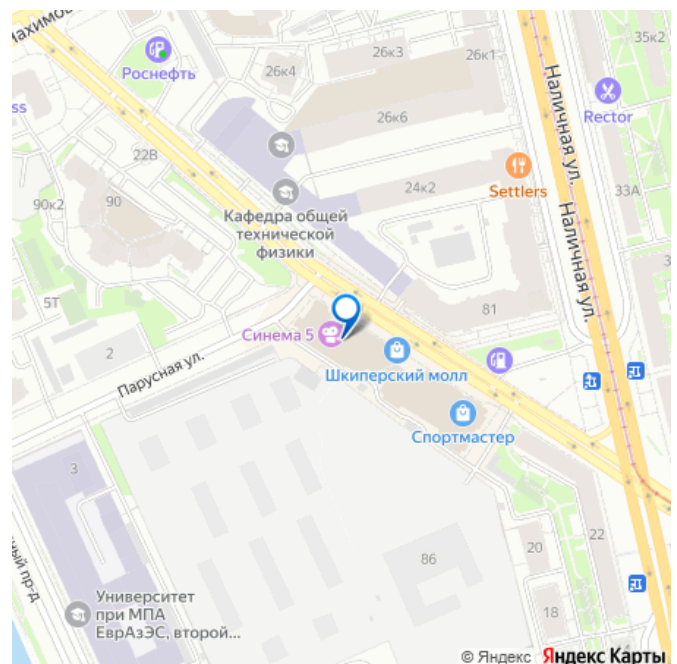 Роснефть
26к4
26к3
26к1
35к2
Наличная ул.
Rector
26к6
22В
24к2
Settlers
33А
90к2
90
Кафедра общей
технической
физики
Наличная ул.
5Т
2
81
Синема 5
Шкиперский молл
Парусная ул.
Спортмастер
3
86
20
22
18
Университет
при МПА
ЕврАзЭС, второй...
© Яндекс Яндекс Карты